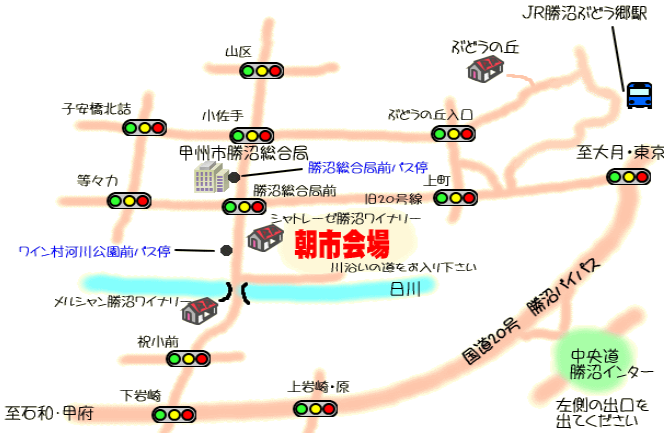 JR勝沼ぶどう郷駅
山区
ぶどうの丘
子安橋北詰
小佐手
ぶどうの丘入口
甲州市勝沼総合局
至大月・東京
勝沼総合局前バス停
等々力
勝沼総合局前
旧20号線
上町
シャトレーゼ勝沼ワイナリー
朝市会場
ワイン村河川公園前バス停
川沿いの道をお入り下さい
日川
メルシャン勝沼ワイナリー
国道20号 勝沼バイパス
祝小前
中央道
勝沼インター
下岩崎
上岩崎・原
至石和・甲府
左側の出口を
出てください